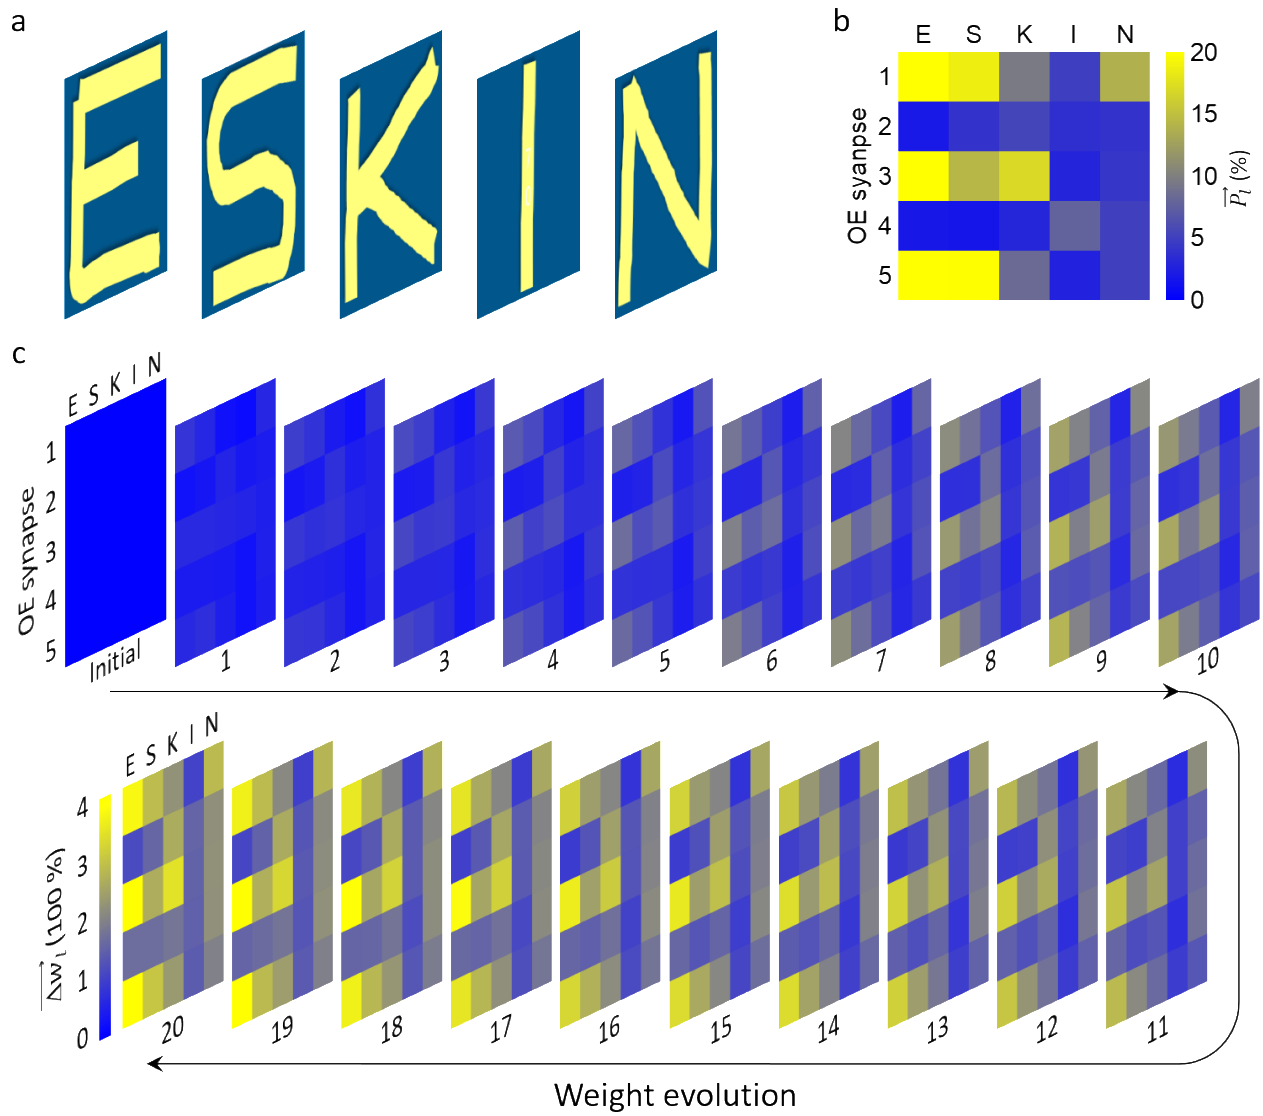 a
E S K I N
b
E S K I N
1
2
3
4
5
OE syanpse
20
15
10
5
0
P_l (%)
c
E S K I N
1
2
3
4
5
OE synapse
Initial 1 2 3 4 5 6 7 8 9 10
E S K I N
4
3
2
1
0
Δw_l (100 %)
20 19 18 17 16 15 14 13 12 11
Weight evolution